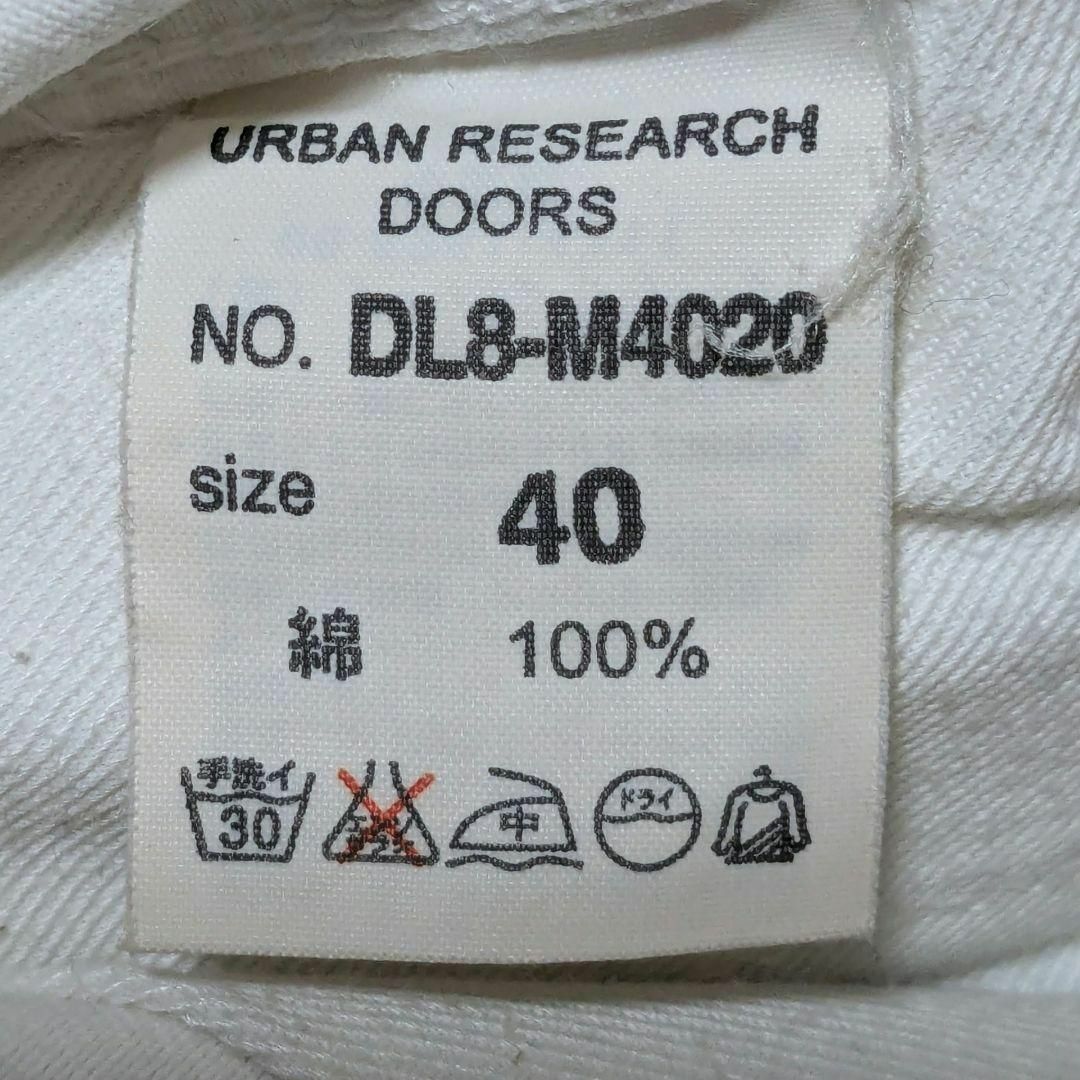 URBAN RESEARCH
DOORS
NO. DL8-M4020
size 40
綿 100%
手洗イ 30 中 ドライ